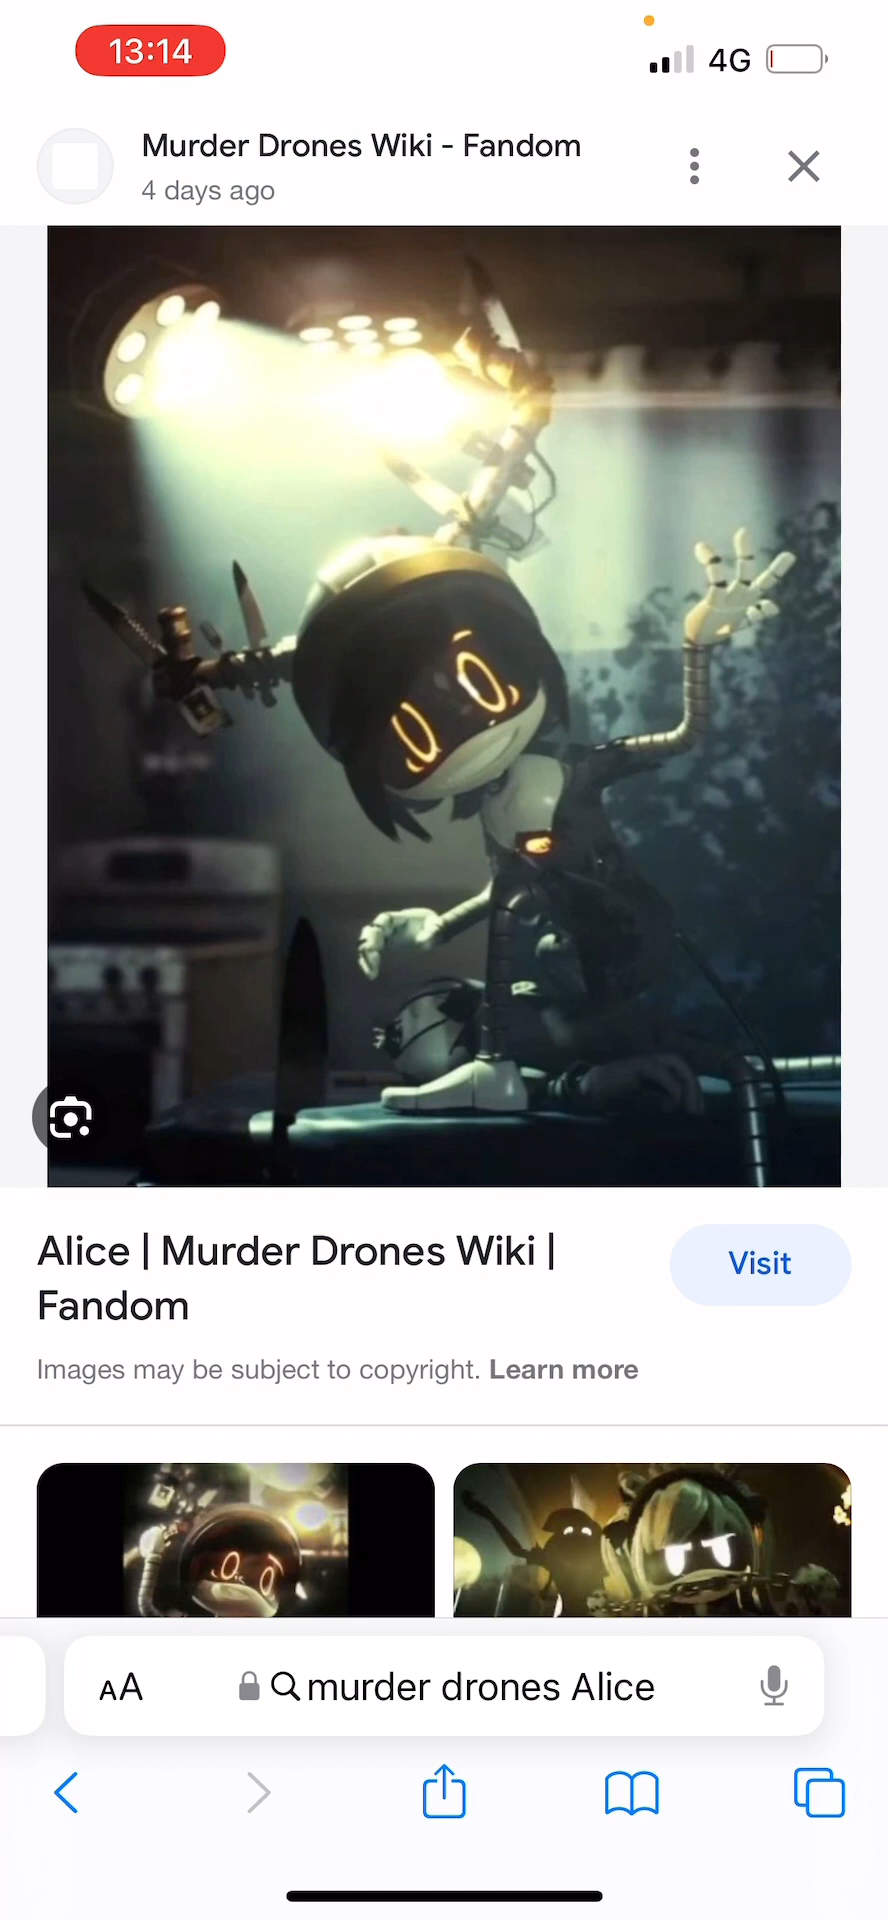 13:14
4G
Murder Drones Wiki - Fandom
4 days ago
Alice | Murder Drones Wiki |
Fandom
Visit
Images may be subject to copyright. Learn more
AA
murder drones Alice